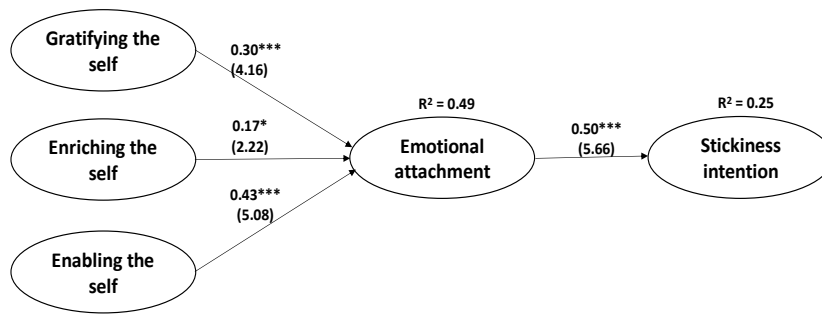 Gratifying the
self
0.30***
(4.16)
R² = 0.49
R² = 0.25
0.17*
(2.22)
Enriching the
self
Emotional
attachment
0.50***
(5.66)
Stickiness
intention
0.43***
(5.08)
Enabling the
self